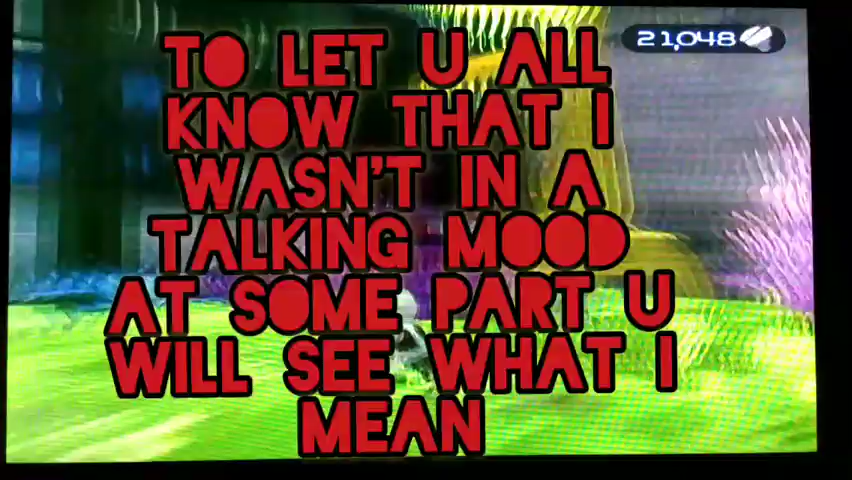 21,048
TO LET U ALL
KNOW THAT I
WASN'T IN A
TALKING MOOD
AT SOME PART U
WILL SEE WHAT I
MEAN